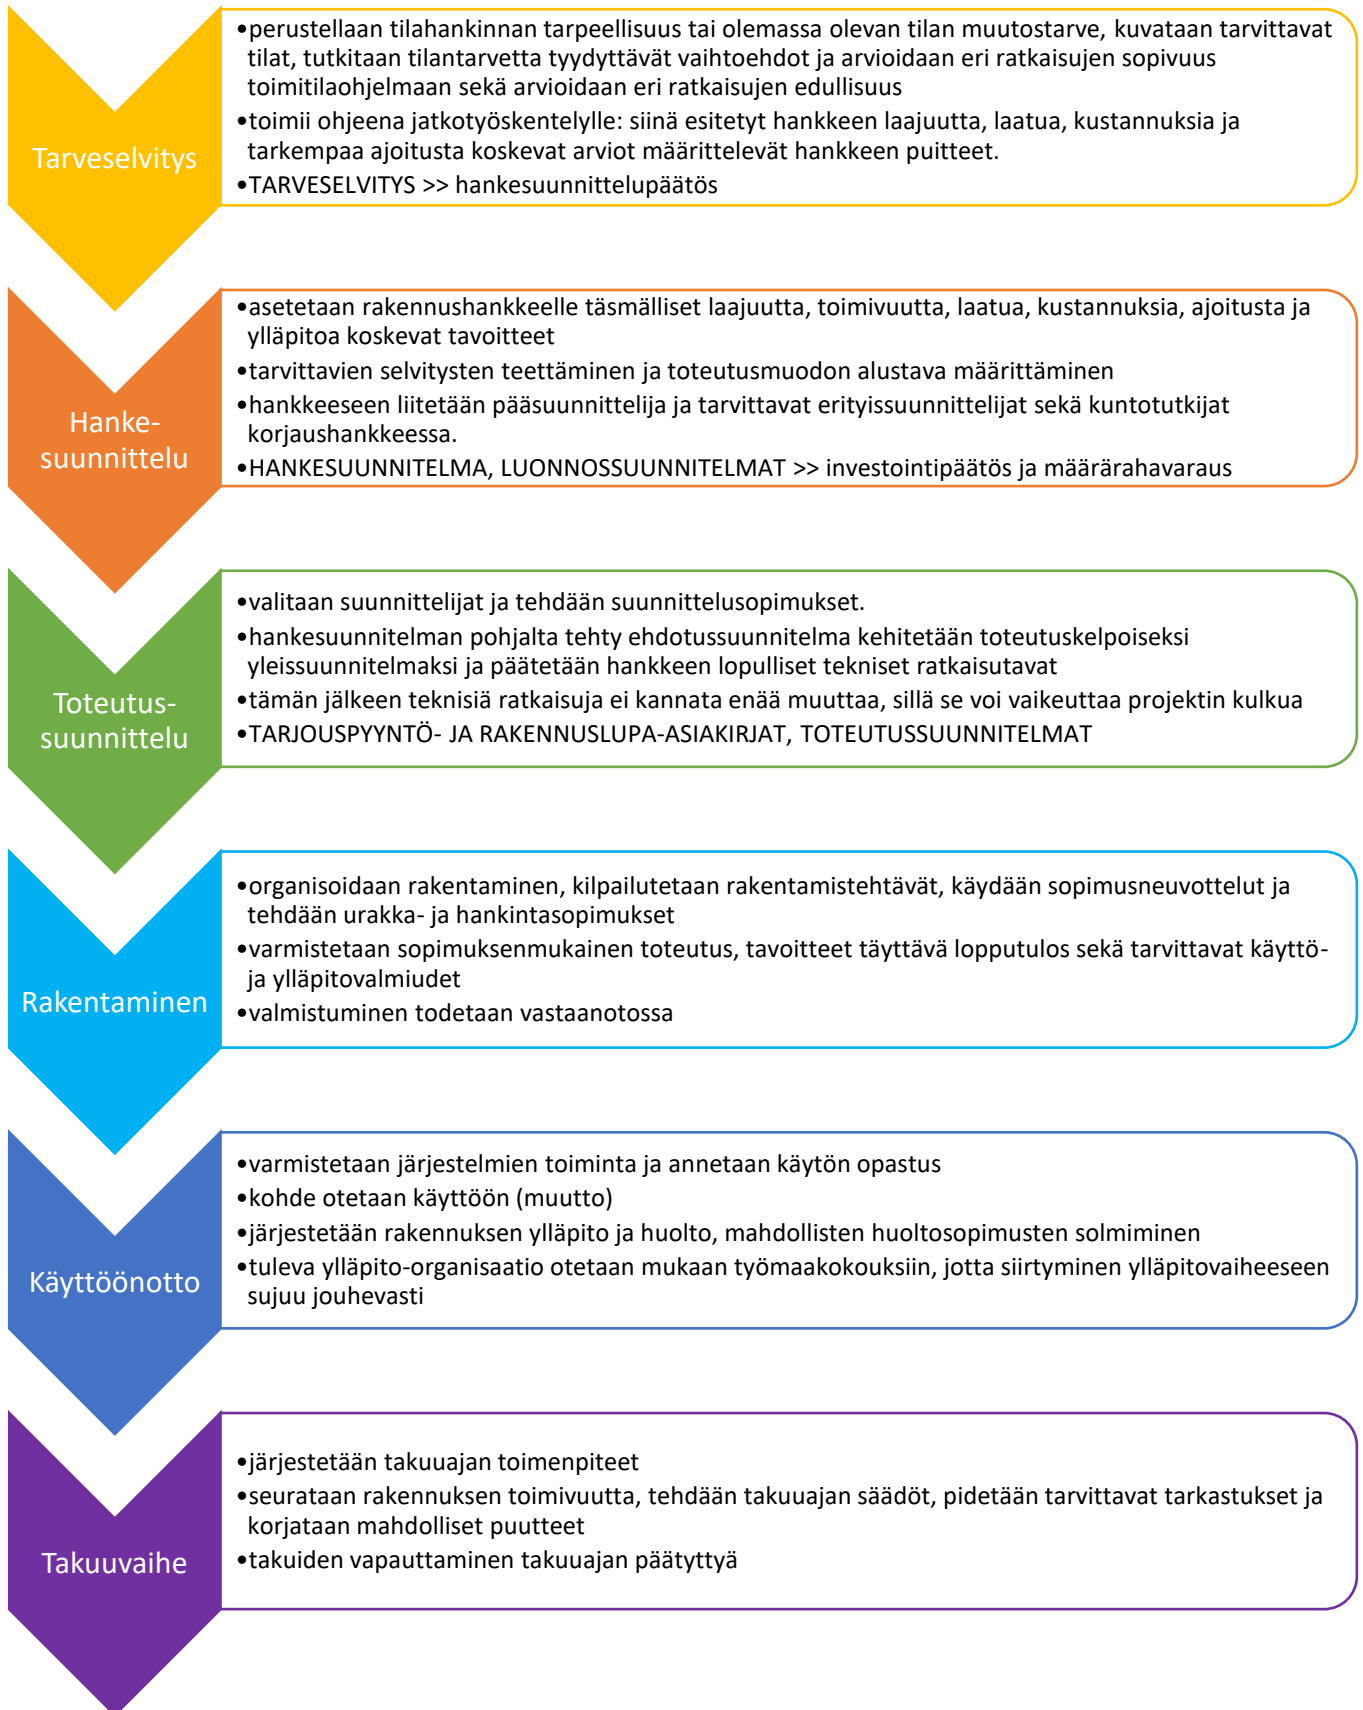 Tarveselvitys
•perustellaan tilahankinnan tarpeellisuus tai olemassa olevan tilan muutostarve, kuvataan tarvittavat
tilat, tutkitaan tilantarvetta tyydyttävät vaihtoehdot ja arvioidaan eri ratkaisujen sopivuus
toimitilaohjelmaan sekä arvioidaan eri ratkaisujen edullisuus
•toimii ohjeena jatkotyöskentelylle: siinä esitetyt hankkeen laajuutta, laatua, kustannuksia ja
tarkempaa ajoitusta koskevat arviot määrittelevät hankkeen puitteet.
•TARVESELVITYS >> hankesuunnittelupäätös
Hanke-
suunnittelu
•asetetaan rakennushankkeelle täsmälliset laajuutta, toimivuutta, laatua, kustannuksia, ajoitusta ja
ylläpitoa koskevat tavoitteet
•tarvittavien selvitysten teettäminen ja toteutusmuodon alustava määrittäminen
•hankkeeseen liitetään pääsuunnittelija ja tarvittavat erityissuunnittelijat sekä kuntotutkijat
korjaushankkeessa.
•HANKESUUNNITELMA, LUONNOSSUUNNITELMAT >> investointipäätös ja määrärahavaraus
Toteutus-
suunnittelu
•valitaan suunnittelijat ja tehdään suunnittelusopimukset.
•hankesuunnitelman pohjalta tehty ehdotussuunnitelma kehitetään toteutuskelpoiseksi
yleissuunnitelmaksi ja päätetään hankkeen lopulliset tekniset ratkaisutavat
•tämän jälkeen teknisiä ratkaisuja ei kannata enää muuttaa, sillä se voi vaikeuttaa projektin kulkua
•TARJOUSPYYNTÖ- JA RAKENNUSLUPA-ASIAKIRJAT, TOTEUTUSSUUNNITELMAT
Rakentaminen
•organisoidaan rakentaminen, kilpailutetaan rakentamistehtävät, käydään sopimusneuvottelut ja
tehdään urakka- ja hankintasopimukset
•varmistetaan sopimuksenmukainen toteutus, tavoitteet täyttävä lopputulos sekä tarvittavat käyttö-
ja ylläpitovalmiudet
•valmistuminen todetaan vastaanotossa
Käyttöönotto
•varmistetaan järjestelmien toiminta ja annetaan käytön opastus
•kohde otetaan käyttöön (muutto)
•järjestetään rakennuksen ylläpito ja huolto, mahdollisten huoltosopimusten solmiminen
•tuleva ylläpito-organisaatio otetaan mukaan työmaakokouksiin, jotta siirtyminen ylläpitovaiheeseen
sujuu jouhevasti
Takuuvaihe
•järjestetään takuuajan toimenpiteet
•seurataan rakennuksen toimivuutta, tehdään takuuajan säädöt, pidetään tarvittavat tarkastukset ja
korjataan mahdolliset puutteet
•takuiden vapauttaminen takuuajan päätyttyä